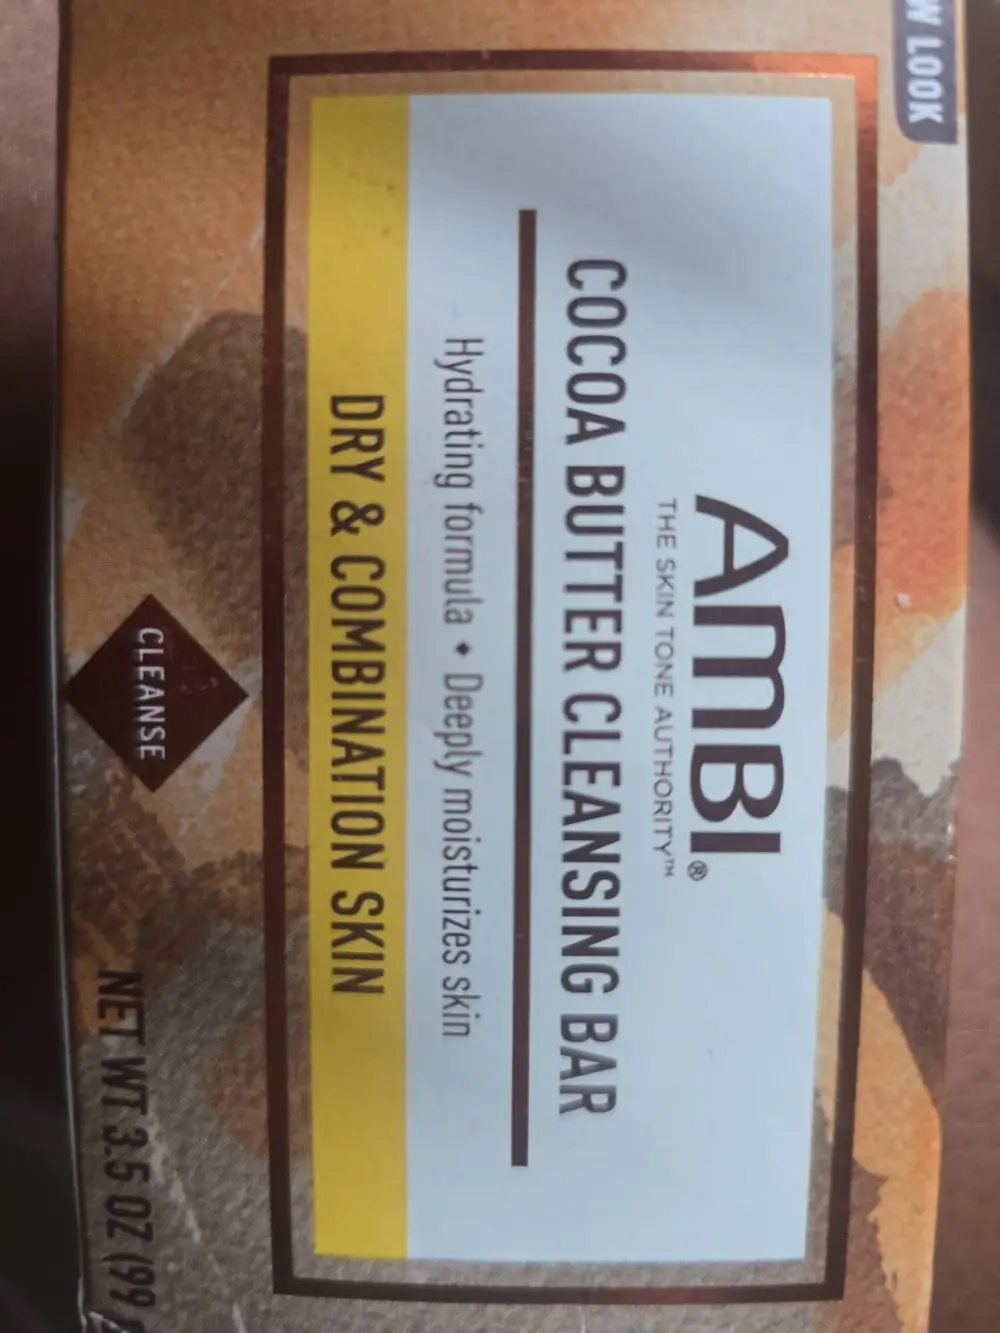 W LOOK
AMBI®
THE SKIN TONE AUTHORITY™
COCOA BUTTER CLEANSING BAR
Hydrating formula ◆ Deeply moisturizes skin
DRY & COMBINATION SKIN
CLEANSE
NET WT 3.5 OZ (99